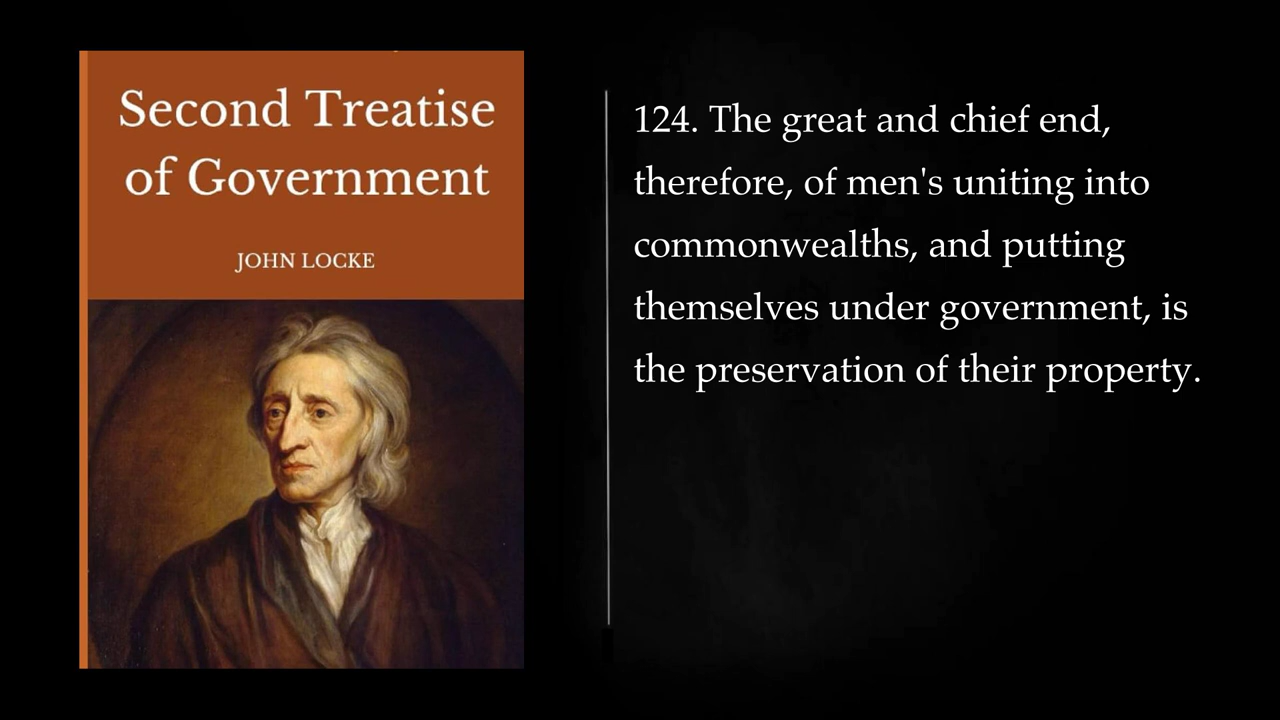 Second Treatise
of Government
JOHN LOCKE
124. The great and chief end,
therefore, of men's uniting into
commonwealths, and putting
themselves under government, is
the preservation of their property.